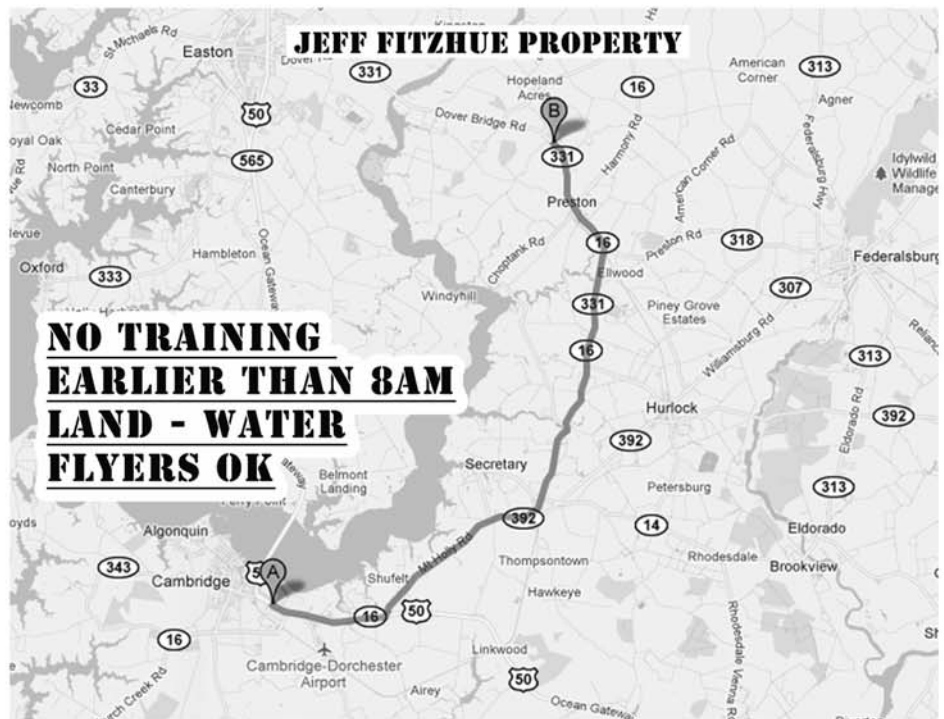 JEFF FITZHUE PROPERTY
St Michaels Rd
Easton
Dover Rd
331
Hopeland
Acres
16
American
Corner
313
33
50
B
Agner
Newcomb
Dover Bridge Rd
Harmony Rd
Royal Oak
Cedar Point
565
331
American Corner Rd
Federalsburg Hwy
Idylwild
Wildlife
Manage
North Point
Canterbury
Preston
Hambleton
Ocean Gateway
Choptank Rd
16
Preston Rd
318
Oxford
333
Ellwood
Federalsburg
Windyhill
331
307
Piney Grove
Estates
NO TRAINING
EARLIER THAN 8AM
LAND - WATER
FLYERS OK
16
Williamsburg Rd
313
Hurlock
Eldorado Rd
392
392
Secretary
Belmont
Landing
Petersburg
313
Algonquin
392
14
Eldorado
Mt Holly Rd
Thompsontown
Rhodesdale
Brookview
343
Cambridge
A
Shufelt
Hawkeye
16
50
16
Linkwood
Rhodesdale Vienna Rd
Cambridge-Dorchester
Airport
50
Airey
Ocean Gateway